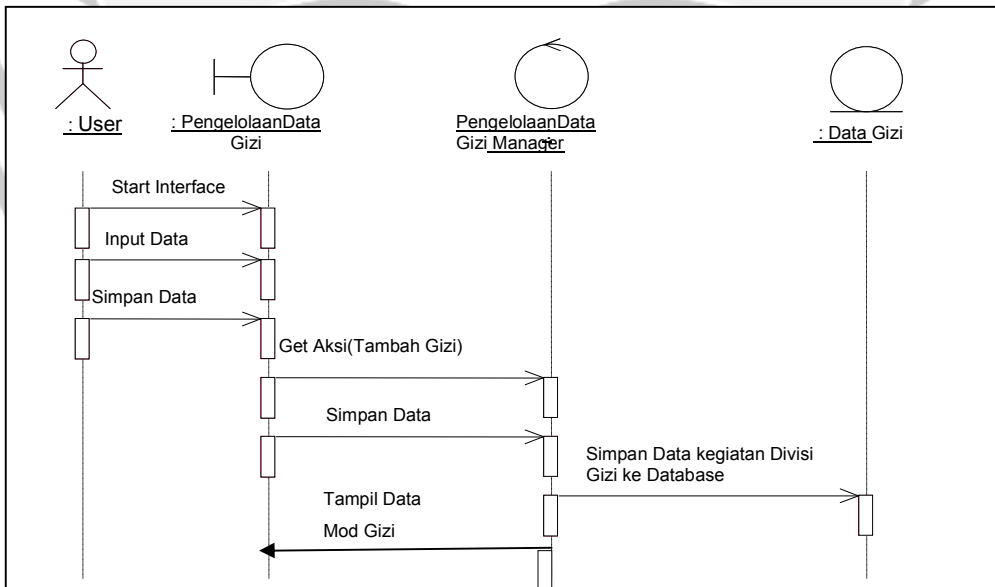 : User
: PengelolaanData
Gizi
PengelolaanData
Gizi Manager
: Data Gizi
Start Interface
Input Data
Simpan Data
Get Aksi(Tambah Gizi)
Simpan Data
Simpan Data kegiatan Divisi
Gizi ke Database
Tampil Data
Mod Gizi